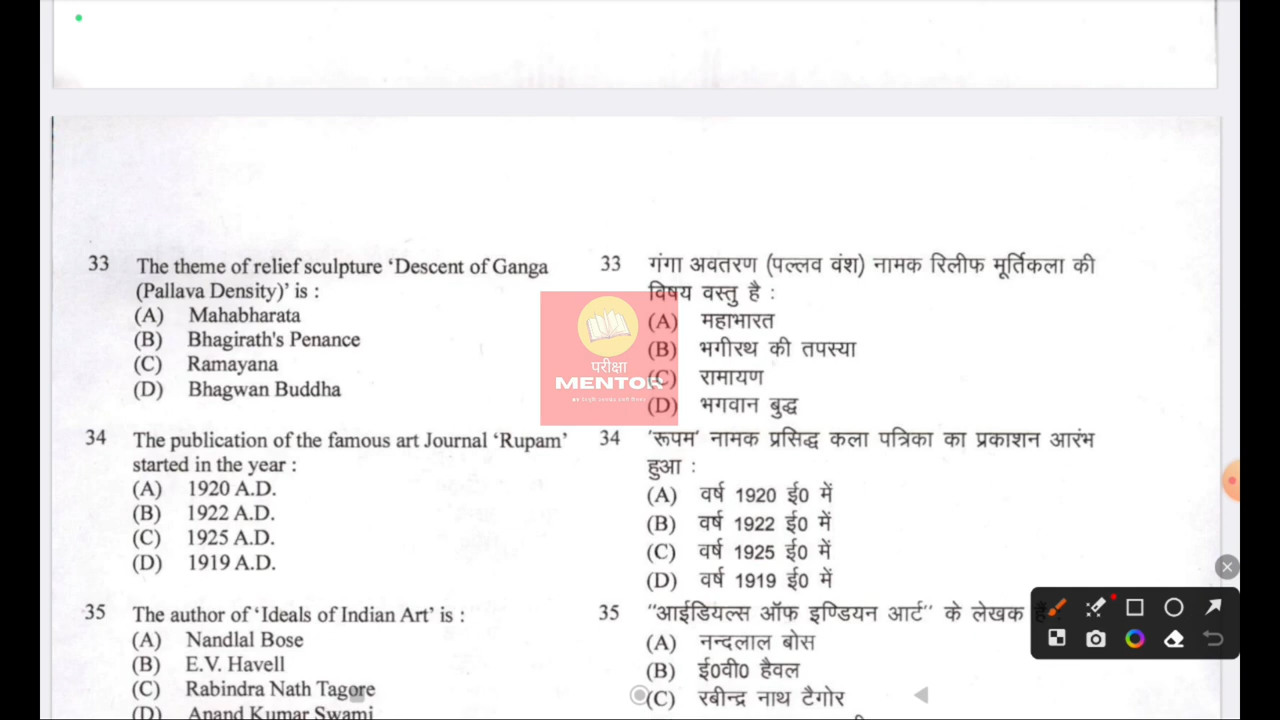 33 The theme of relief sculpture ‘Descent of Ganga
(Pallava Density)’ is :
(A) Mahabharata
(B) Bhagirath's Penance
(C) Ramayana
(D) Bhagwan Buddha
34 The publication of the famous art Journal ‘Rupam’
started in the year :
(A) 1920 A.D.
(B) 1922 A.D.
(C) 1925 A.D.
(D) 1919 A.D.
35 The author of ‘Ideals of Indian Art’ is :
(A) Nandlal Bose
(B) E.V. Havell
(C) Rabindra Nath Tagore
(D) Anand Kumar Swami
33 गंगा अवतरण (पल्लव वंश) नामक रिलीफ मूर्तिकला की
विषय वस्तु है :
(A) महाभारत
(B) भगीरथ की तपस्या
(C) रामायण
(D) भगवान बुद्ध
34 ‘रूपम’ नामक प्रसिद्ध कला पत्रिका का प्रकाशन आरंभ
हुआ :
(A) वर्ष 1920 ई0 में
(B) वर्ष 1922 ई0 में
(C) वर्ष 1925 ई0 में
(D) वर्ष 1919 ई0 में
35 “आईडियल्स ऑफ इण्डियन आर्ट” के लेखक
(A) नन्दलाल बोस
(B) ई0वी0 हैवल
(C) रबीन्द्र नाथ टैगोर
परीक्षा
MENTOR